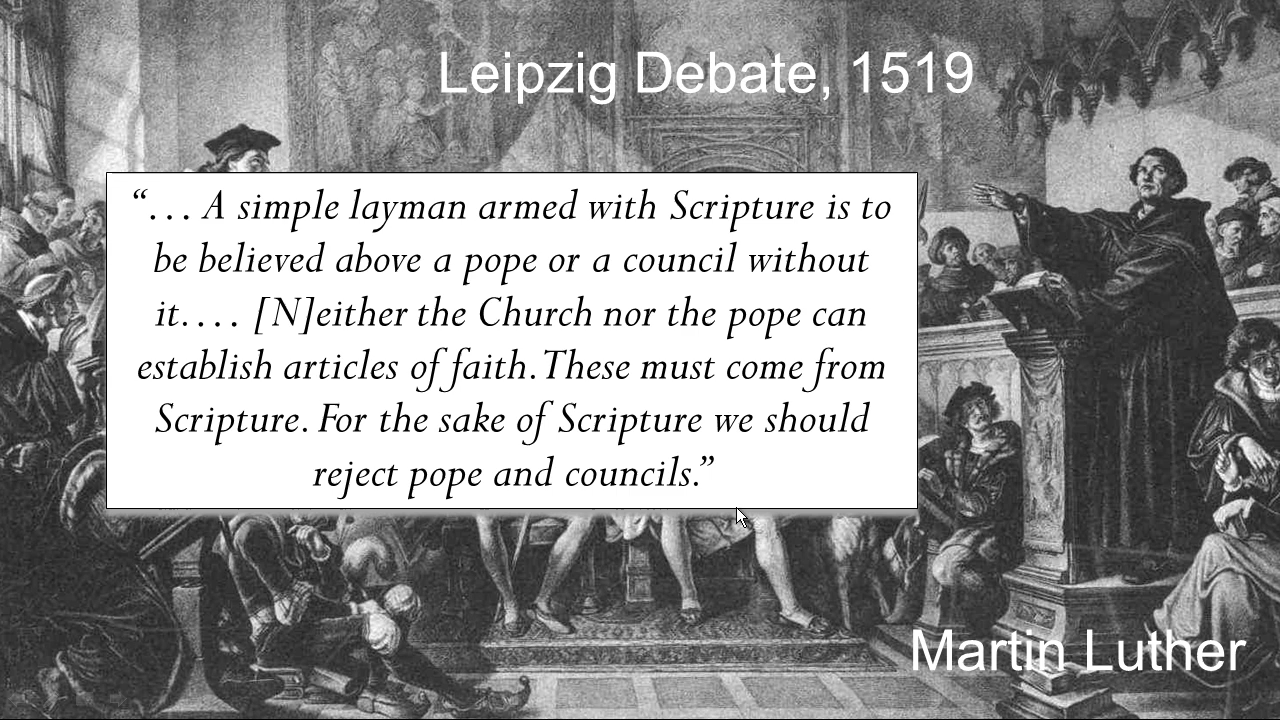 Leipzig Debate, 1519
“… A simple layman armed with Scripture is to
be believed above a pope or a council without
it.… [N]either the Church nor the pope can
establish articles of faith. These must come from
Scripture. For the sake of Scripture we should
reject pope and councils.”
Martin Luther